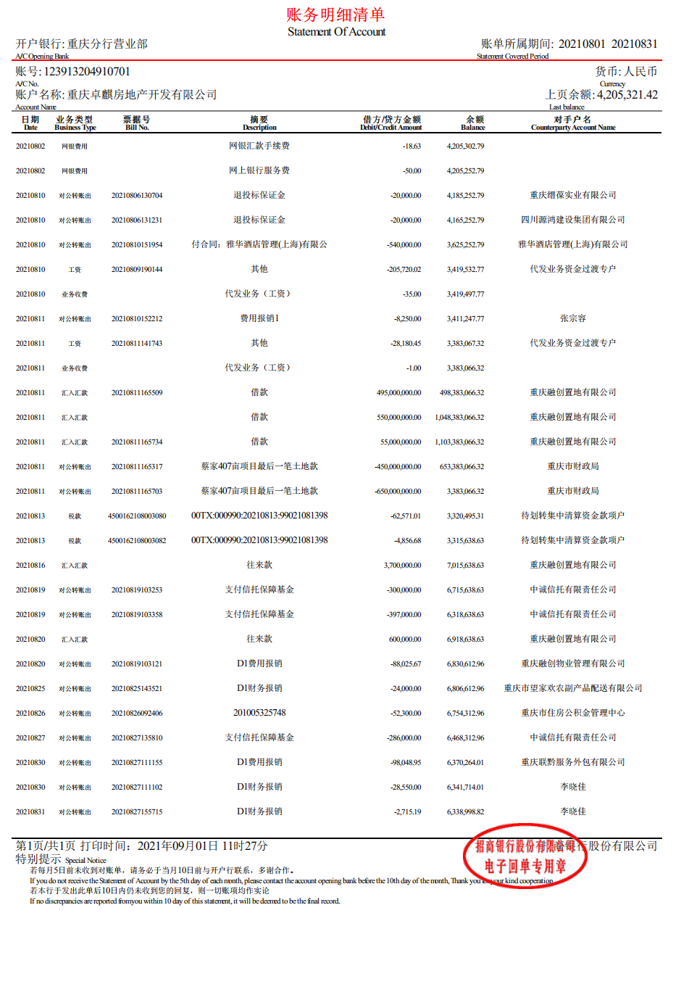 账务明细清单
Statement Of Account
开户银行: 重庆分行营业部 账单所属期间: 20210801 20210831
A/C Opening Bank Statement Covered Period
账号: 123913204910701 货币: 人民币
A/C No. Currency
账户名称: 重庆卓麒房地产开发有限公司 上页余额: 4,205,321.42
Account Name Last balance
日期 业务类型 票据号 摘要 借方/贷方金额 余额 对手户名
Date Business Type Bill No. Description Debit/Credit Amount Balance Counterparty Account Name
20210802 网银费用 网银汇款手续费 -18.63 4,205,302.79
20210802 网银费用 网上银行服务费 -50.00 4,205,252.79
20210810 对公转账出 20210806130704 退投标保证金 -20,000.00 4,185,252.79 重庆缙葆实业有限公司
20210810 对公转账出 20210806131231 退投标保证金 -20,000.00 4,165,252.79 四川源鸿建设集团有限公司
20210810 对公转账出 20210810151954 付合同: 雅华酒店管理(上海)有限公 -540,000.00 3,625,252.79 雅华酒店管理(上海)有限公司
20210810 工资 20210809190144 其他 -205,720.02 3,419,532.77 代发业务资金过渡专户
20210810 业务收费 代发业务（工资） -35.00 3,419,497.77
20210811 对公转账出 20210810152212 费用报销1 -8,250.00 3,411,247.77 张宗容
20210811 工资 20210811141743 其他 -28,180.45 3,383,067.32 代发业务资金过渡专户
20210811 业务收费 代发业务（工资） -1.00 3,383,066.32
20210811 汇入汇款 20210811165509 借款 495,000,000.00 498,383,066.32 重庆融创置地有限公司
20210811 汇入汇款 借款 550,000,000.00 1,048,383,066.32 重庆融创置地有限公司
20210811 汇入汇款 20210811165734 借款 55,000,000.00 1,103,383,066.32 重庆融创置地有限公司
20210811 对公转账出 20210811165317 蔡家407亩项目最后一笔土地款 -450,000,000.00 653,383,066.32 重庆市财政局
20210811 对公转账出 20210811165703 蔡家407亩项目最后一笔土地款 -650,000,000.00 3,383,066.32 重庆市财政局
20210813 税款 4500162108003080 00TX:000990:20210813:99021081398 -62,571.01 3,320,495.31 待划转集中清算资金款项户
20210813 税款 4500162108003082 00TX:000990:20210813:99021081398 -4,856.68 3,315,638.63 待划转集中清算资金款项户
20210816 汇入汇款 往来款 3,700,000.00 7,015,638.63 重庆融创置地有限公司
20210819 对公转账出 20210819103253 支付信托保障基金 -300,000.00 6,715,638.63 中诚信托有限责任公司
20210819 对公转账出 20210819103358 支付信托保障基金 -397,000.00 6,318,638.63 中诚信托有限责任公司
20210820 汇入汇款 往来款 600,000.00 6,918,638.63 重庆融创置地有限公司
20210820 对公转账出 20210819103121 D1费用报销 -88,025.67 6,830,612.96 重庆融创物业管理有限公司
20210825 对公转账出 20210825143521 D1财务报销 -24,000.00 6,806,612.96 重庆市望家欢农副产品配送有限公司
20210826 对公转账出 20210826092406 201005325748 -52,300.00 6,754,312.96 重庆市住房公积金管理中心
20210827 对公转账出 20210827135810 支付信托保障基金 -286,000.00 6,468,312.96 中诚信托有限责任公司
20210830 对公转账出 20210827111155 D1费用报销 -98,048.95 6,370,264.01 重庆联黔服务外包有限公司
20210830 对公转账出 20210827111102 D1财务报销 -28,550.00 6,341,714.01 李晓佳
20210831 对公转账出 20210827155715 D1财务报销 -2,715.19 6,338,998.82 李晓佳
第1页/共1页 打印时间: 2021年09月01日 11时27分 招商银行股份有限公司
招商银行股份有限公司
电子回单专用章
特别提示 Special Notice
若每月5日前未收到对账单，请务必于当月10日前与开户行联系，多谢合作。
If you do not receive the Statement of Account by the 5th day of each month, please contact the account opening bank before the 10th day of the month, Thank you for your kind cooperation.
若本行于发出此单后10日内仍未收到您的回复，则一切账项均作实论
If no discrepancies are reported fromyou within 10 day of this statement, it will be deemed to be the final record.